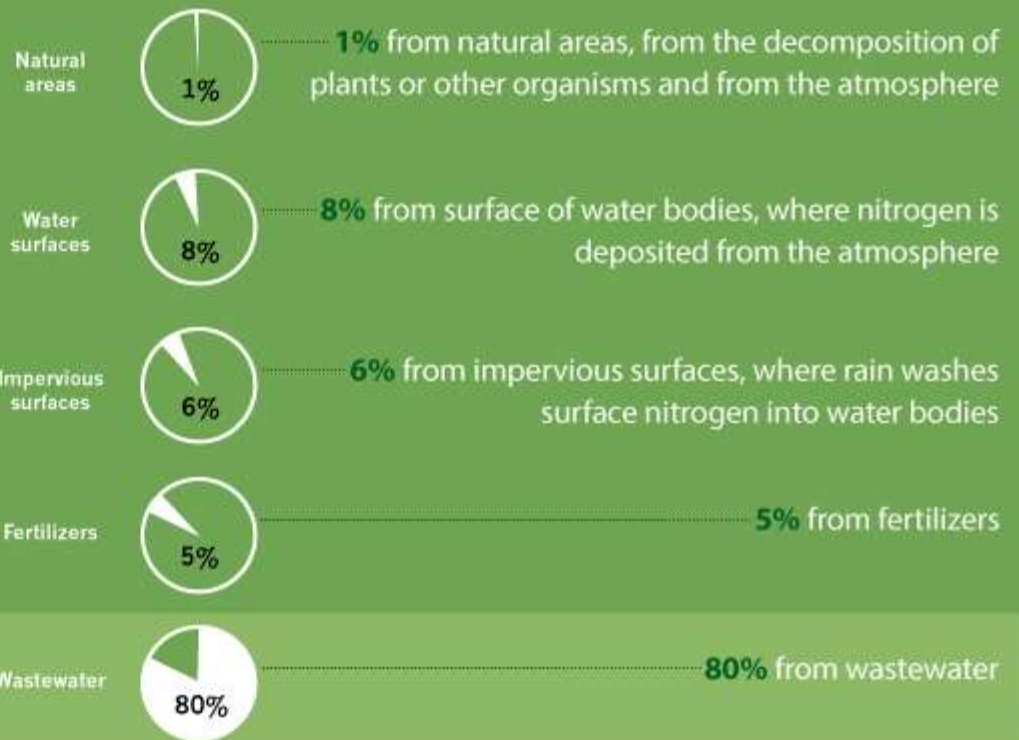 Natural
areas
1%
1% from natural areas, from the decomposition of
plants or other organisms and from the atmosphere
Water
surfaces
8%
8% from surface of water bodies, where nitrogen is
deposited from the atmosphere
Impervious
surfaces
6%
6% from impervious surfaces, where rain washes
surface nitrogen into water bodies
Fertilizers
5%
5% from fertilizers
Wastewater
80%
80% from wastewater